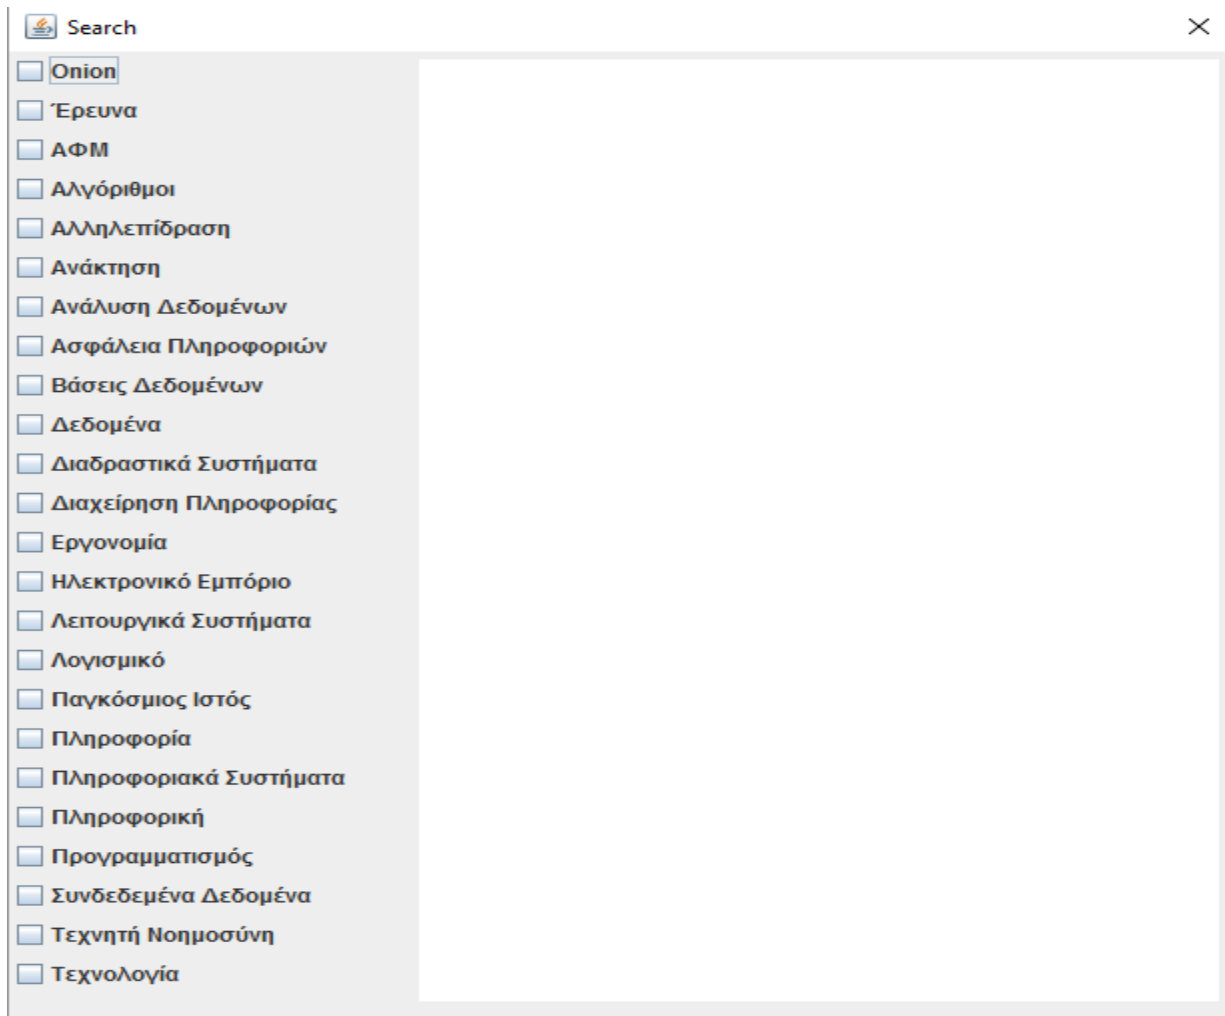 Search
Onion
Έρευνα
ΑΦΜ
Αλγόριθμοι
Αλληλεπίδραση
Ανάκτηση
Ανάλυση Δεδομένων
Ασφάλεια Πληροφοριών
Βάσεις Δεδομένων
Δεδομένα
Διαδραστικά Συστήματα
Διαχείρηση Πληροφορίας
Εργονομία
Ηλεκτρονικό Εμπόριο
Λειτουργικά Συστήματα
Λογισμικό
Παγκόσμιος Ιστός
Πληροφορία
Πληροφοριακά Συστήματα
Πληροφορική
Προγραμματισμός
Συνδεδεμένα Δεδομένα
Τεχνητή Νοημοσύνη
Τεχνολογία